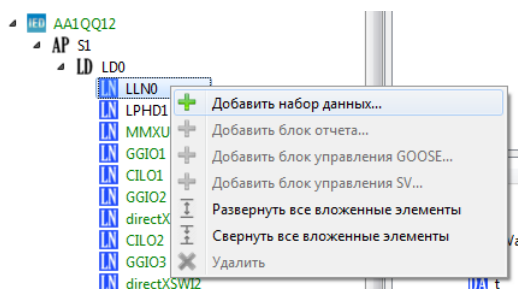 IED AA1QQ12
AP S1
LD LD0
LN LLN0
LN LPHD1
LN MMXU
LN GGIO1
LN CILO1
LN GGIO2
LN directX
LN CILO2
LN GGIO3
LN directXSWI2
Добавить набор данных...
Добавить блок отчета...
Добавить блок управления GOOSE...
Добавить блок управления SV...
Развернуть все вложенные элементы
Свернуть все вложенные элементы
Удалить
DA t